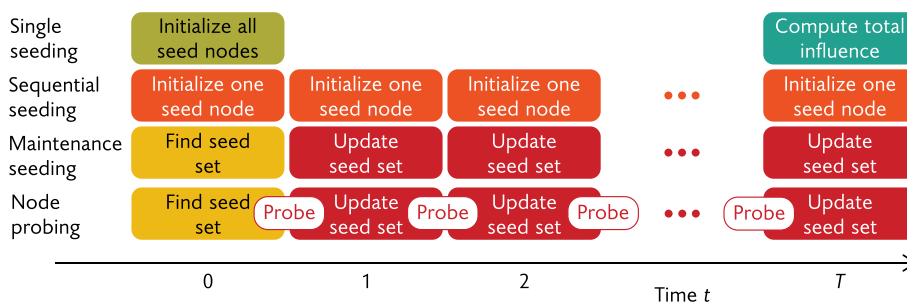 Single
seeding
Initialize all
seed nodes
Compute total
influence
Sequential
seeding
Initialize one
seed node
Initialize one
seed node
Initialize one
seed node
Initialize one
seed node
Maintenance
seeding
Find seed
set
Update
seed set
Update
seed set
Update
seed set
Node
probing
Find seed
set
Probe
Update
seed set
Probe
Update
seed set
Probe
Probe
Update
seed set
0
1
2
T
Time t